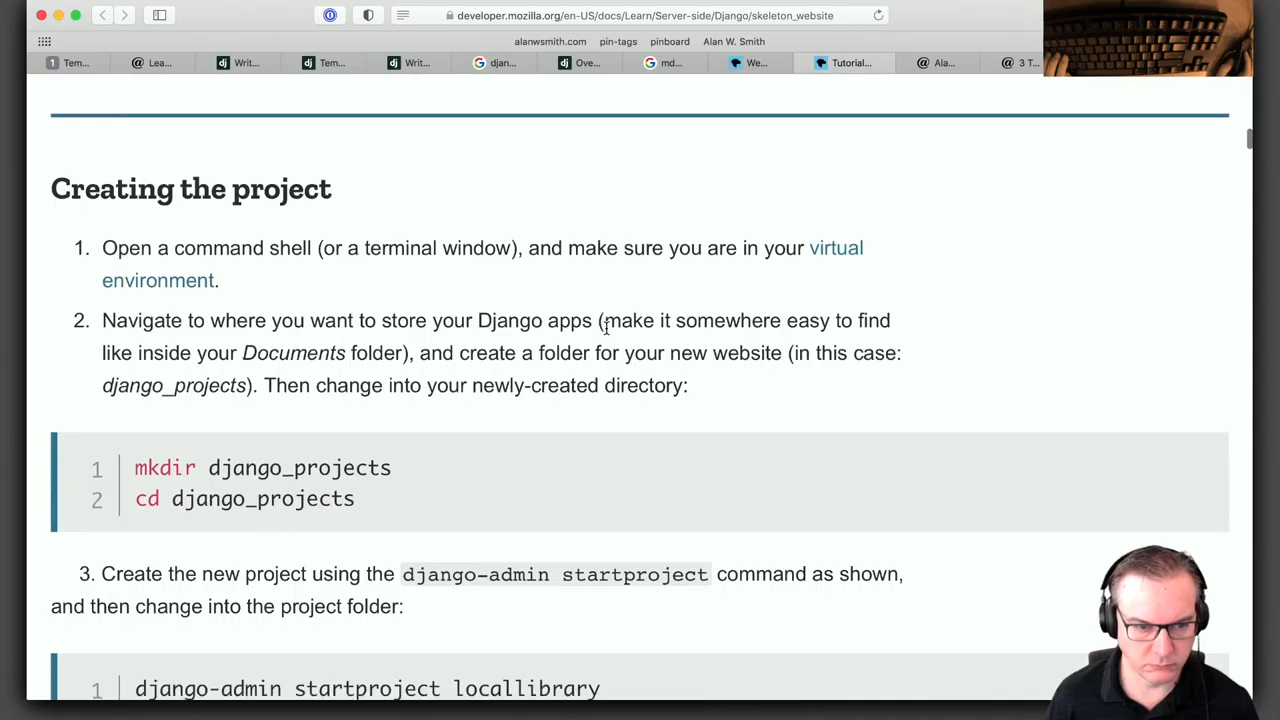 developer.mozilla.org/en-US/docs/Learn/Server-side/Django/skeleton_website
alanwsmith.com pin-tags pinboard Alan W. Smith
1 Tem... @ Lea... dj Writ... dj Tem... dj Writ... G djan... dj Ove... G md... We... Tutorial... @ Ala... @ 3 T
Creating the project
1. Open a command shell (or a terminal window), and make sure you are in your virtual
environment.
2. Navigate to where you want to store your Django apps (make it somewhere easy to find
like inside your Documents folder), and create a folder for your new website (in this case:
django_projects). Then change into your newly-created directory:
1 mkdir django_projects
2 cd django_projects
3. Create the new project using the django-admin startproject command as shown,
and then change into the project folder:
1 django-admin startproject locallibrary